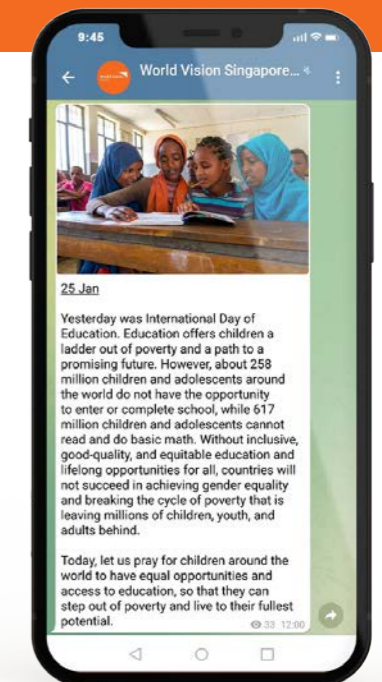 9:45
World Vision Singapore...
25 Jan
Yesterday was International Day of
Education. Education offers children a
ladder out of poverty and a path to a
promising future. However, about 258
million children and adolescents around
the world do not have the opportunity
to enter or complete school, while 617
million children and adolescents cannot
read and do basic math. Without inclusive,
good-quality, and equitable education and
lifelong opportunities for all, countries will
not succeed in achieving gender equality
and breaking the cycle of poverty that is
leaving millions of children, youth, and
adults behind.
Today, let us pray for children around the
world to have equal opportunities and
access to education, so that they can
step out of poverty and live to their fullest
potential.
33 12:00